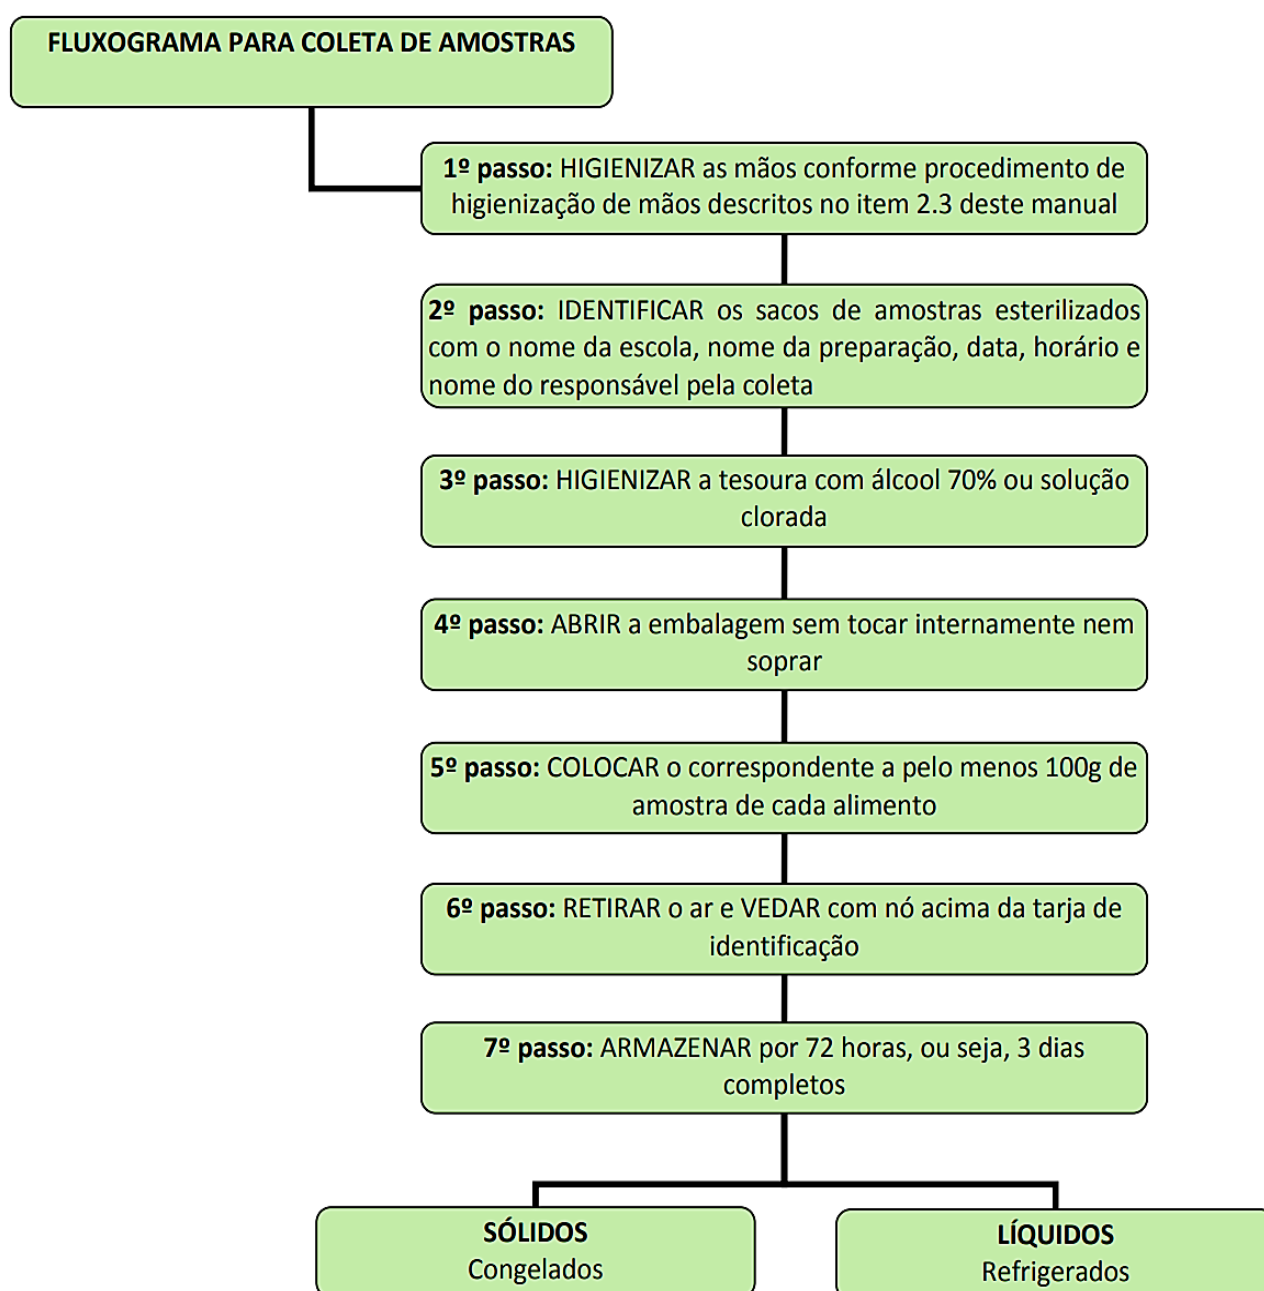 FLUXOGRAMA PARA COLETA DE AMOSTRAS
1º passo: HIGIENIZAR as mãos conforme procedimento de
higienização de mãos descritos no item 2.3 deste manual
2º passo: IDENTIFICAR os sacos de amostras esterilizados
com o nome da escola, nome da preparação, data, horário e
nome do responsável pela coleta
3º passo: HIGIENIZAR a tesoura com álcool 70% ou solução
clorada
4º passo: ABRIR a embalagem sem tocar internamente nem
soprar
5º passo: COLOCAR o correspondente a pelo menos 100g de
amostra de cada alimento
6º passo: RETIRAR o ar e VEDAR com nó acima da tarja de
identificação
7º passo: ARMAZENAR por 72 horas, ou seja, 3 dias
completos
SÓLIDOS
Congelados
LÍQUIDOS
Refrigerados